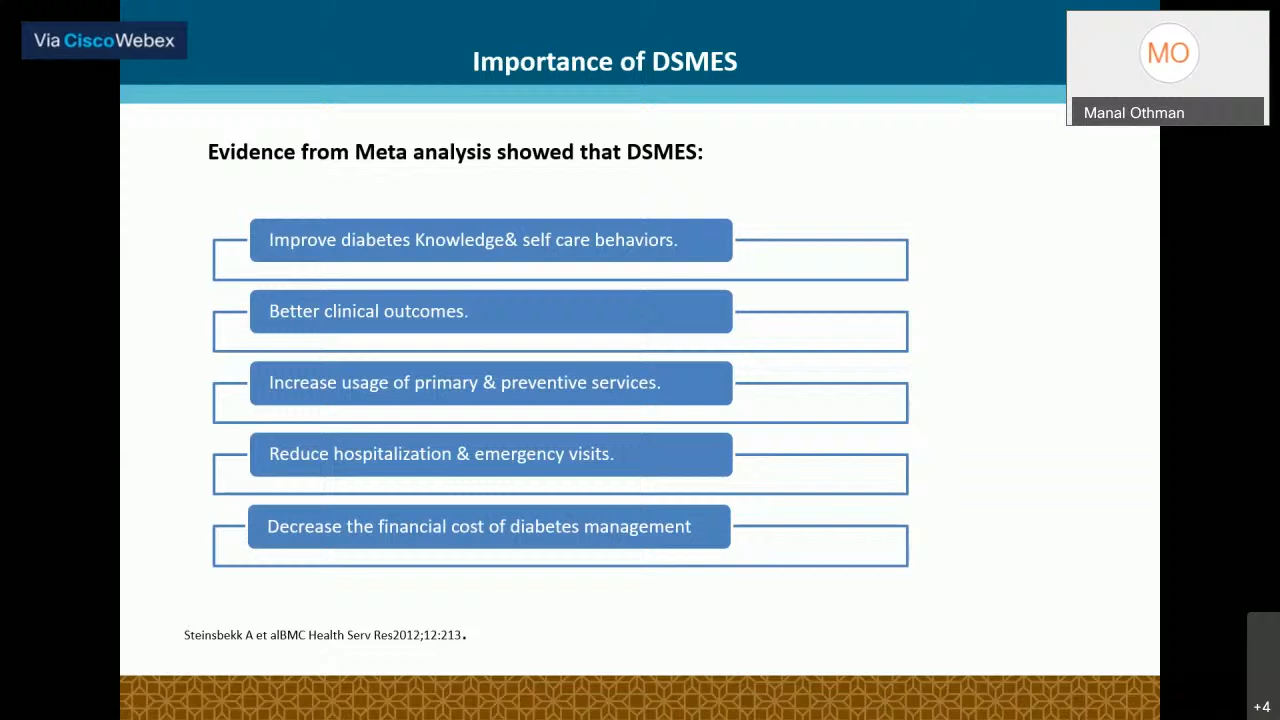 Via CiscoWebex
Importance of DSMES
MO
Manal Othman
Evidence from Meta analysis showed that DSMES:
Improve diabetes Knowledge& self care behaviors.
Better clinical outcomes.
Increase usage of primary & preventive services.
Reduce hospitalization & emergency visits.
Decrease the financial cost of diabetes management
Steinsbekk A et alBMC Health Serv Res2012;12:213.
+4